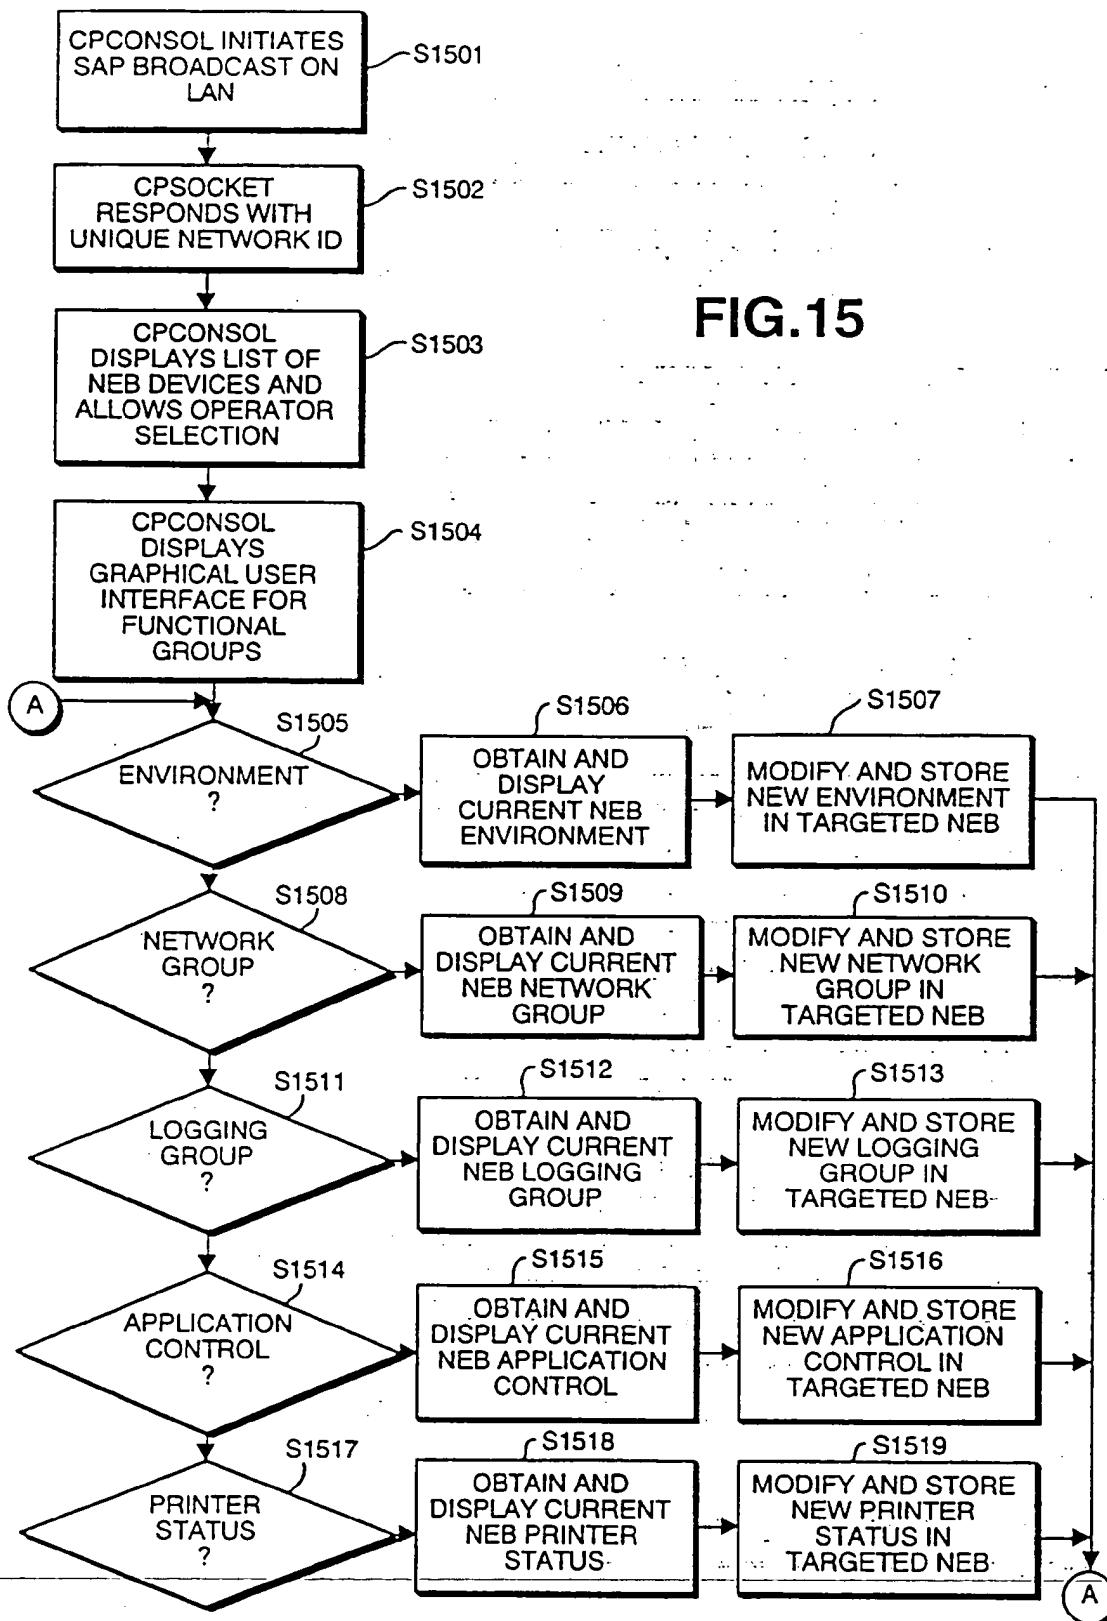 CPCONSOL INITIATES
SAP BROADCAST ON
LAN
S1501
CPSOCKET
RESPONDS WITH
UNIQUE NETWORK ID
S1502
CPCONSOL
DISPLAYS LIST OF
NEB DEVICES AND
ALLOWS OPERATOR
SELECTION
S1503
FIG.15
CPCONSOL
DISPLAYS
GRAPHICAL USER
INTERFACE FOR
FUNCTIONAL
GROUPS
S1504
A
ENVIRONMENT
?
S1505
OBTAIN AND
DISPLAY
CURRENT NEB
ENVIRONMENT
S1506
MODIFY AND STORE
NEW ENVIRONMENT
IN TARGETED NEB
S1507
NETWORK
GROUP
?
S1508
OBTAIN AND
DISPLAY CURRENT
NEB NETWORK
GROUP
S1509
MODIFY AND STORE
NEW NETWORK
GROUP IN
TARGETED NEB
S1510
LOGGING
GROUP
?
S1511
OBTAIN AND
DISPLAY CURRENT
NEB LOGGING
GROUP
S1512
MODIFY AND STORE
NEW LOGGING
GROUP IN
TARGETED NEB
S1513
APPLICATION
CONTROL
?
S1514
OBTAIN AND
DISPLAY CURRENT
NEB APPLICATION
CONTROL
S1515
MODIFY AND STORE
NEW APPLICATION
CONTROL IN
TARGETED NEB
S1516
PRINTER
STATUS
?
S1517
OBTAIN AND
DISPLAY CURRENT
NEB PRINTER
STATUS
S1518
MODIFY AND STORE
NEW PRINTER
STATUS IN
TARGETED NEB
S1519
A